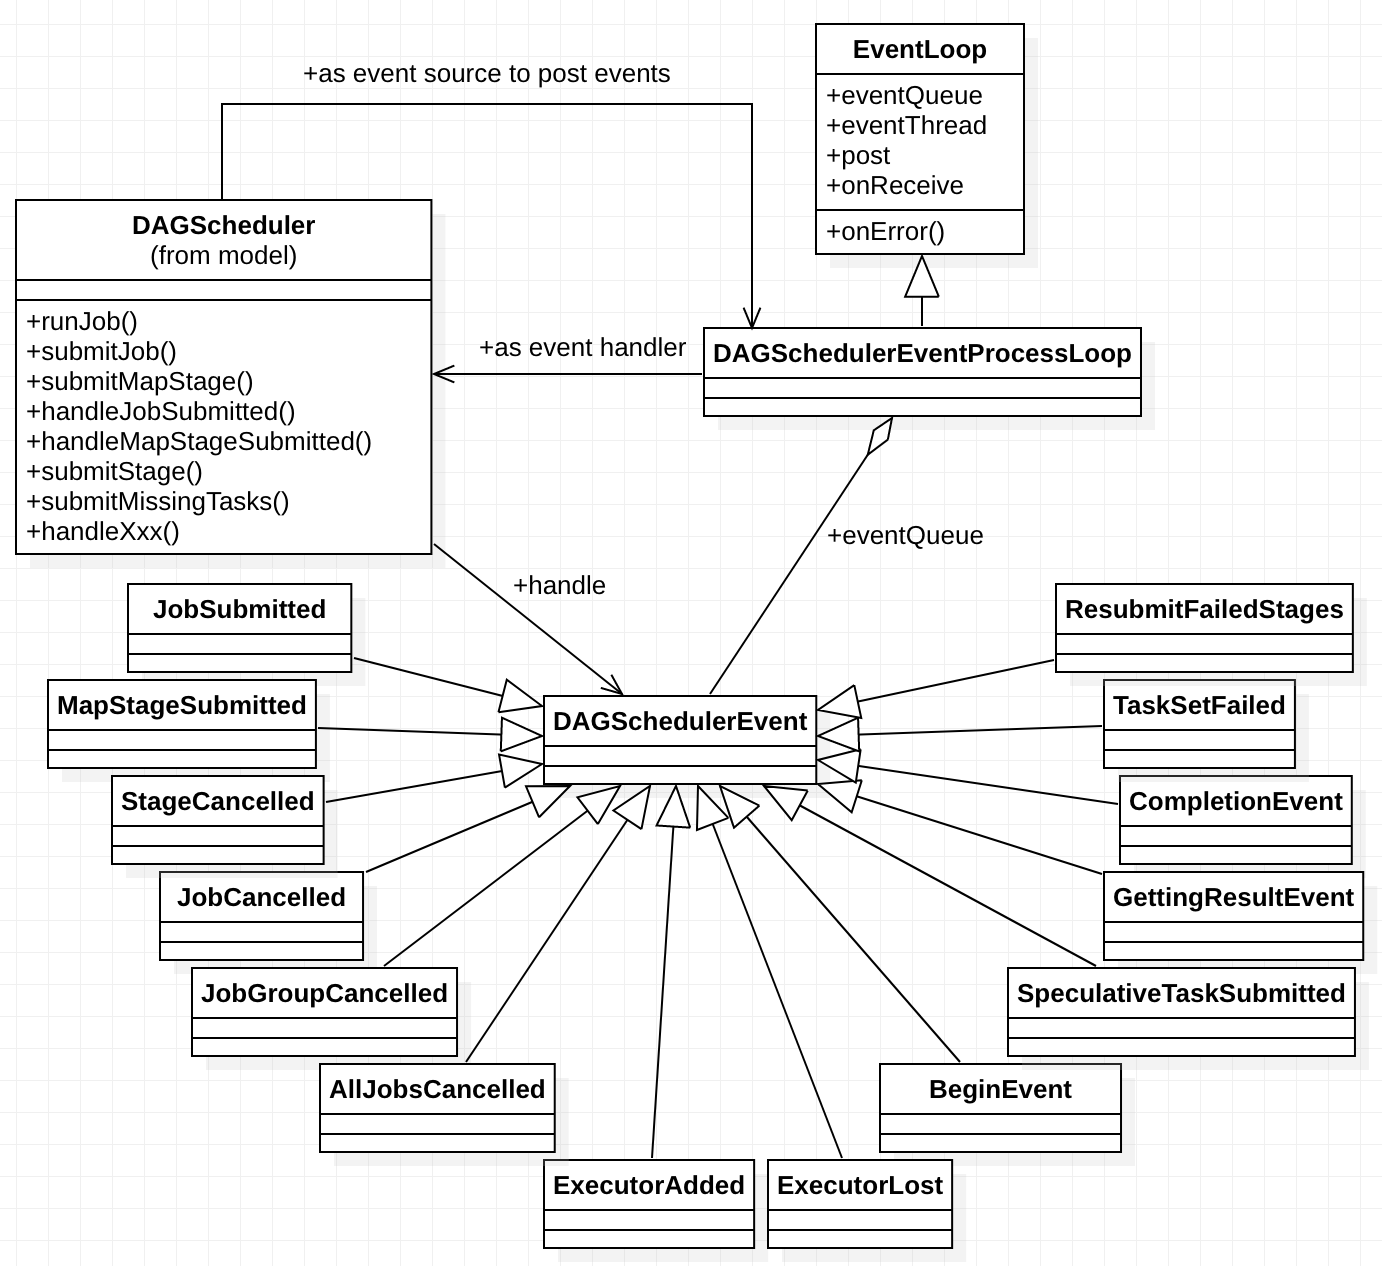 EventLoop
+eventQueue
+eventThread
+post
+onReceive
+onError()
+as event source to post events
DAGScheduler
(from model)
+runJob()
+submitJob()
+submitMapStage()
+handleJobSubmitted()
+handleMapStageSubmitted()
+submitStage()
+submitMissingTasks()
+handleXxx()
+as event handler
DAGSchedulerEventProcessLoop
+eventQueue
+handle
JobSubmitted
ResubmitFailedStages
MapStageSubmitted
DAGSchedulerEvent
TaskSetFailed
StageCancelled
CompletionEvent
JobCancelled
GettingResultEvent
JobGroupCancelled
SpeculativeTaskSubmitted
AllJobsCancelled
BeginEvent
ExecutorAdded
ExecutorLost